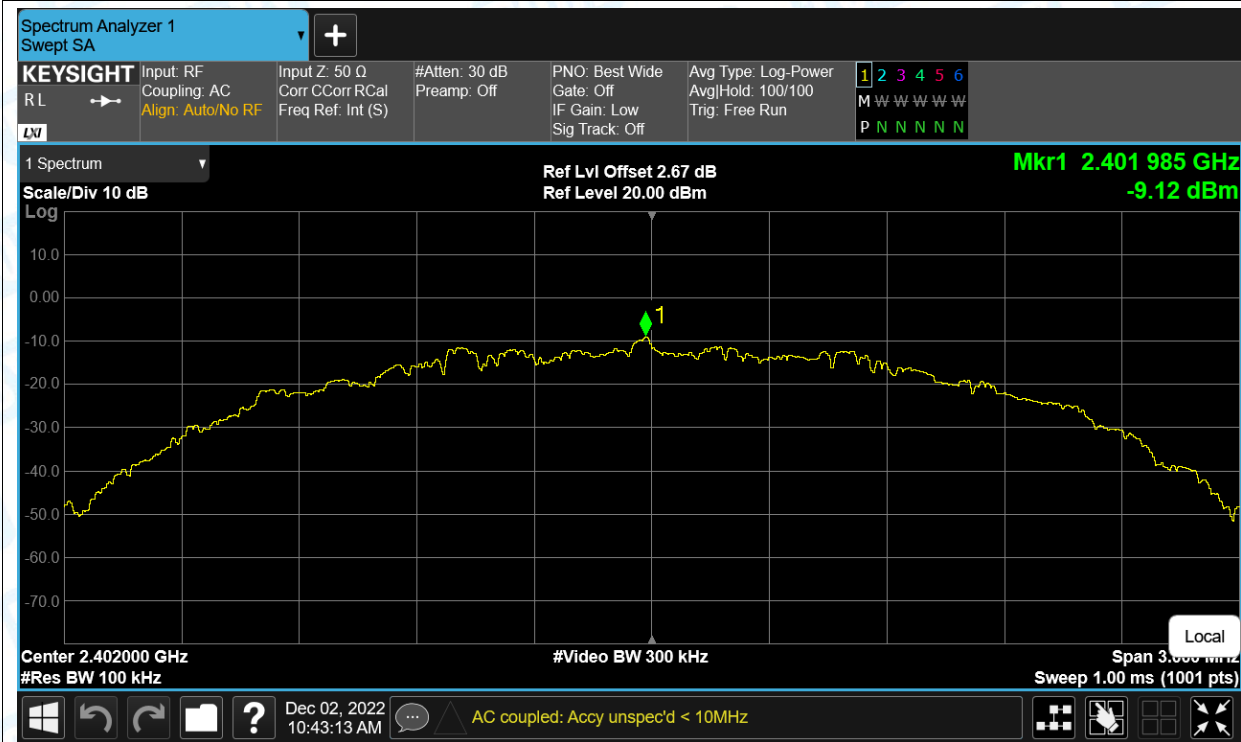 Spectrum Analyzer 1
Swept SA
KEYSIGHT
R L
LXI
Input: RF
Coupling: AC
Align: Auto/No RF
Input Z: 50 Ω
Corr CCorr RCal
Freq Ref: Int (S)
#Atten: 30 dB
Preamp: Off
PNO: Best Wide
Gate: Off
IF Gain: Low
Sig Track: Off
Avg Type: Log-Power
Avg|Hold: 100/100
Trig: Free Run
1 2 3 4 5 6
M W W W W W
P N N N N N
1 Spectrum
Scale/Div 10 dB
Log
Ref Lvl Offset 2.67 dB
Ref Level 20.00 dBm
Mkr1 2.401 985 GHz
-9.12 dBm
10.0
0.00
-10.0
-20.0
-30.0
-40.0
-50.0
-60.0
-70.0
1
Local
Center 2.402000 GHz
#Res BW 100 kHz
#Video BW 300 kHz
Span 3.000 MHz
Sweep 1.00 ms (1001 pts)
?
Dec 02, 2022
10:43:13 AM
AC coupled: Accy unspec'd < 10MHz